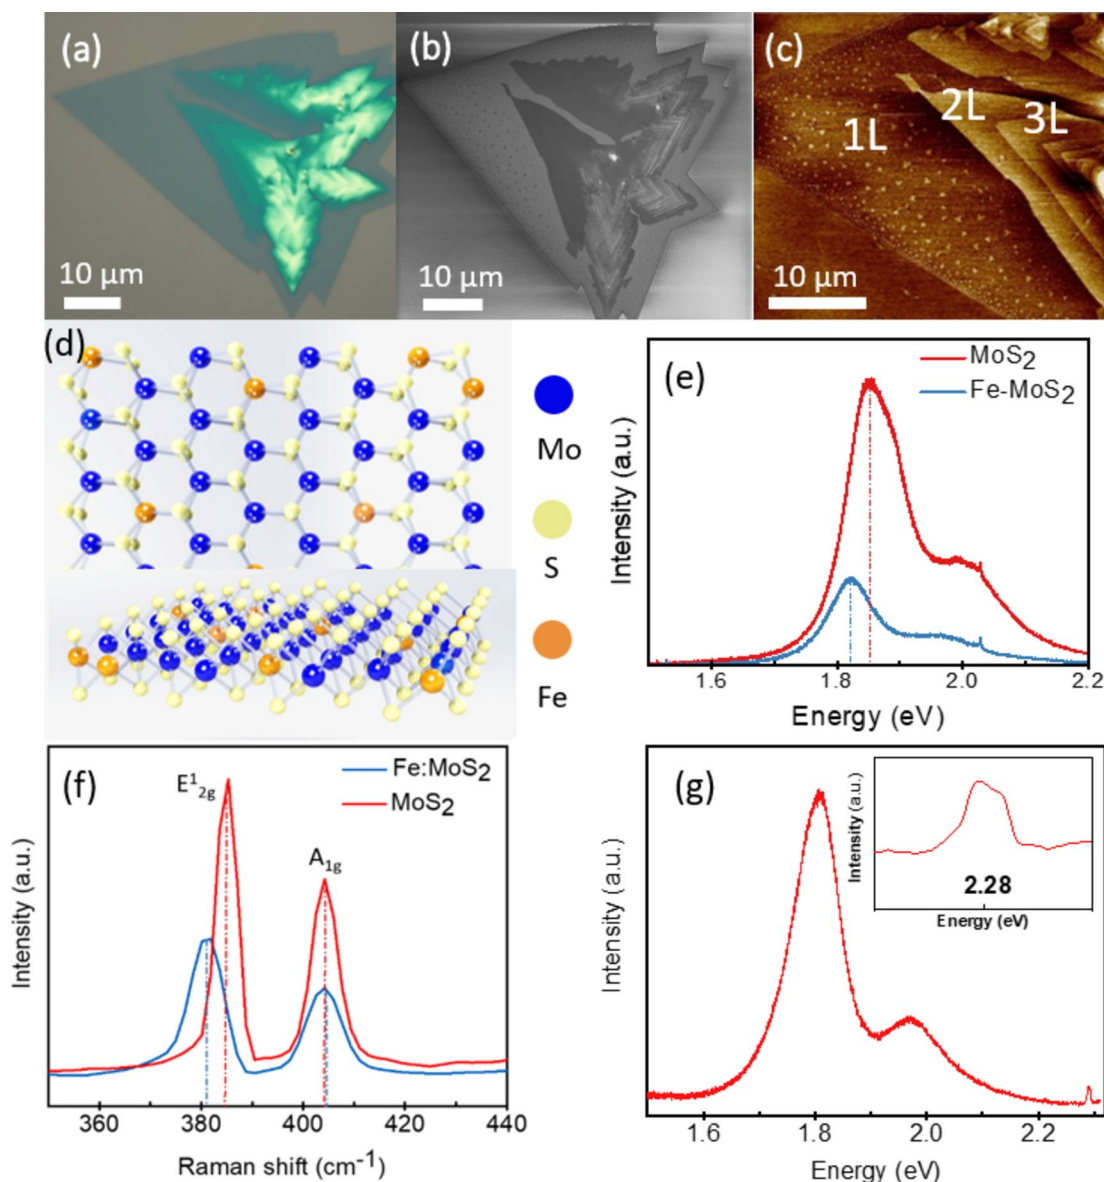 (a)
10 µm
(b)
10 µm
(c)
1L
2L
3L
10 µm
(d)
Mo
S
Fe
(e)
MoS₂
Fe-MoS₂
Intensity (a.u.)
1.6 1.8 2.0 2.2
Energy (eV)
(f)
Fe:MoS₂
MoS₂
E¹₂g
A₁g
Intensity (a.u.)
360 380 400 420 440
Raman shift (cm⁻¹)
(g)
Intensity (a.u.)
2.28
Energy (eV)
Intensity (a.u.)
1.6 1.8 2.0 2.2
Energy (eV)